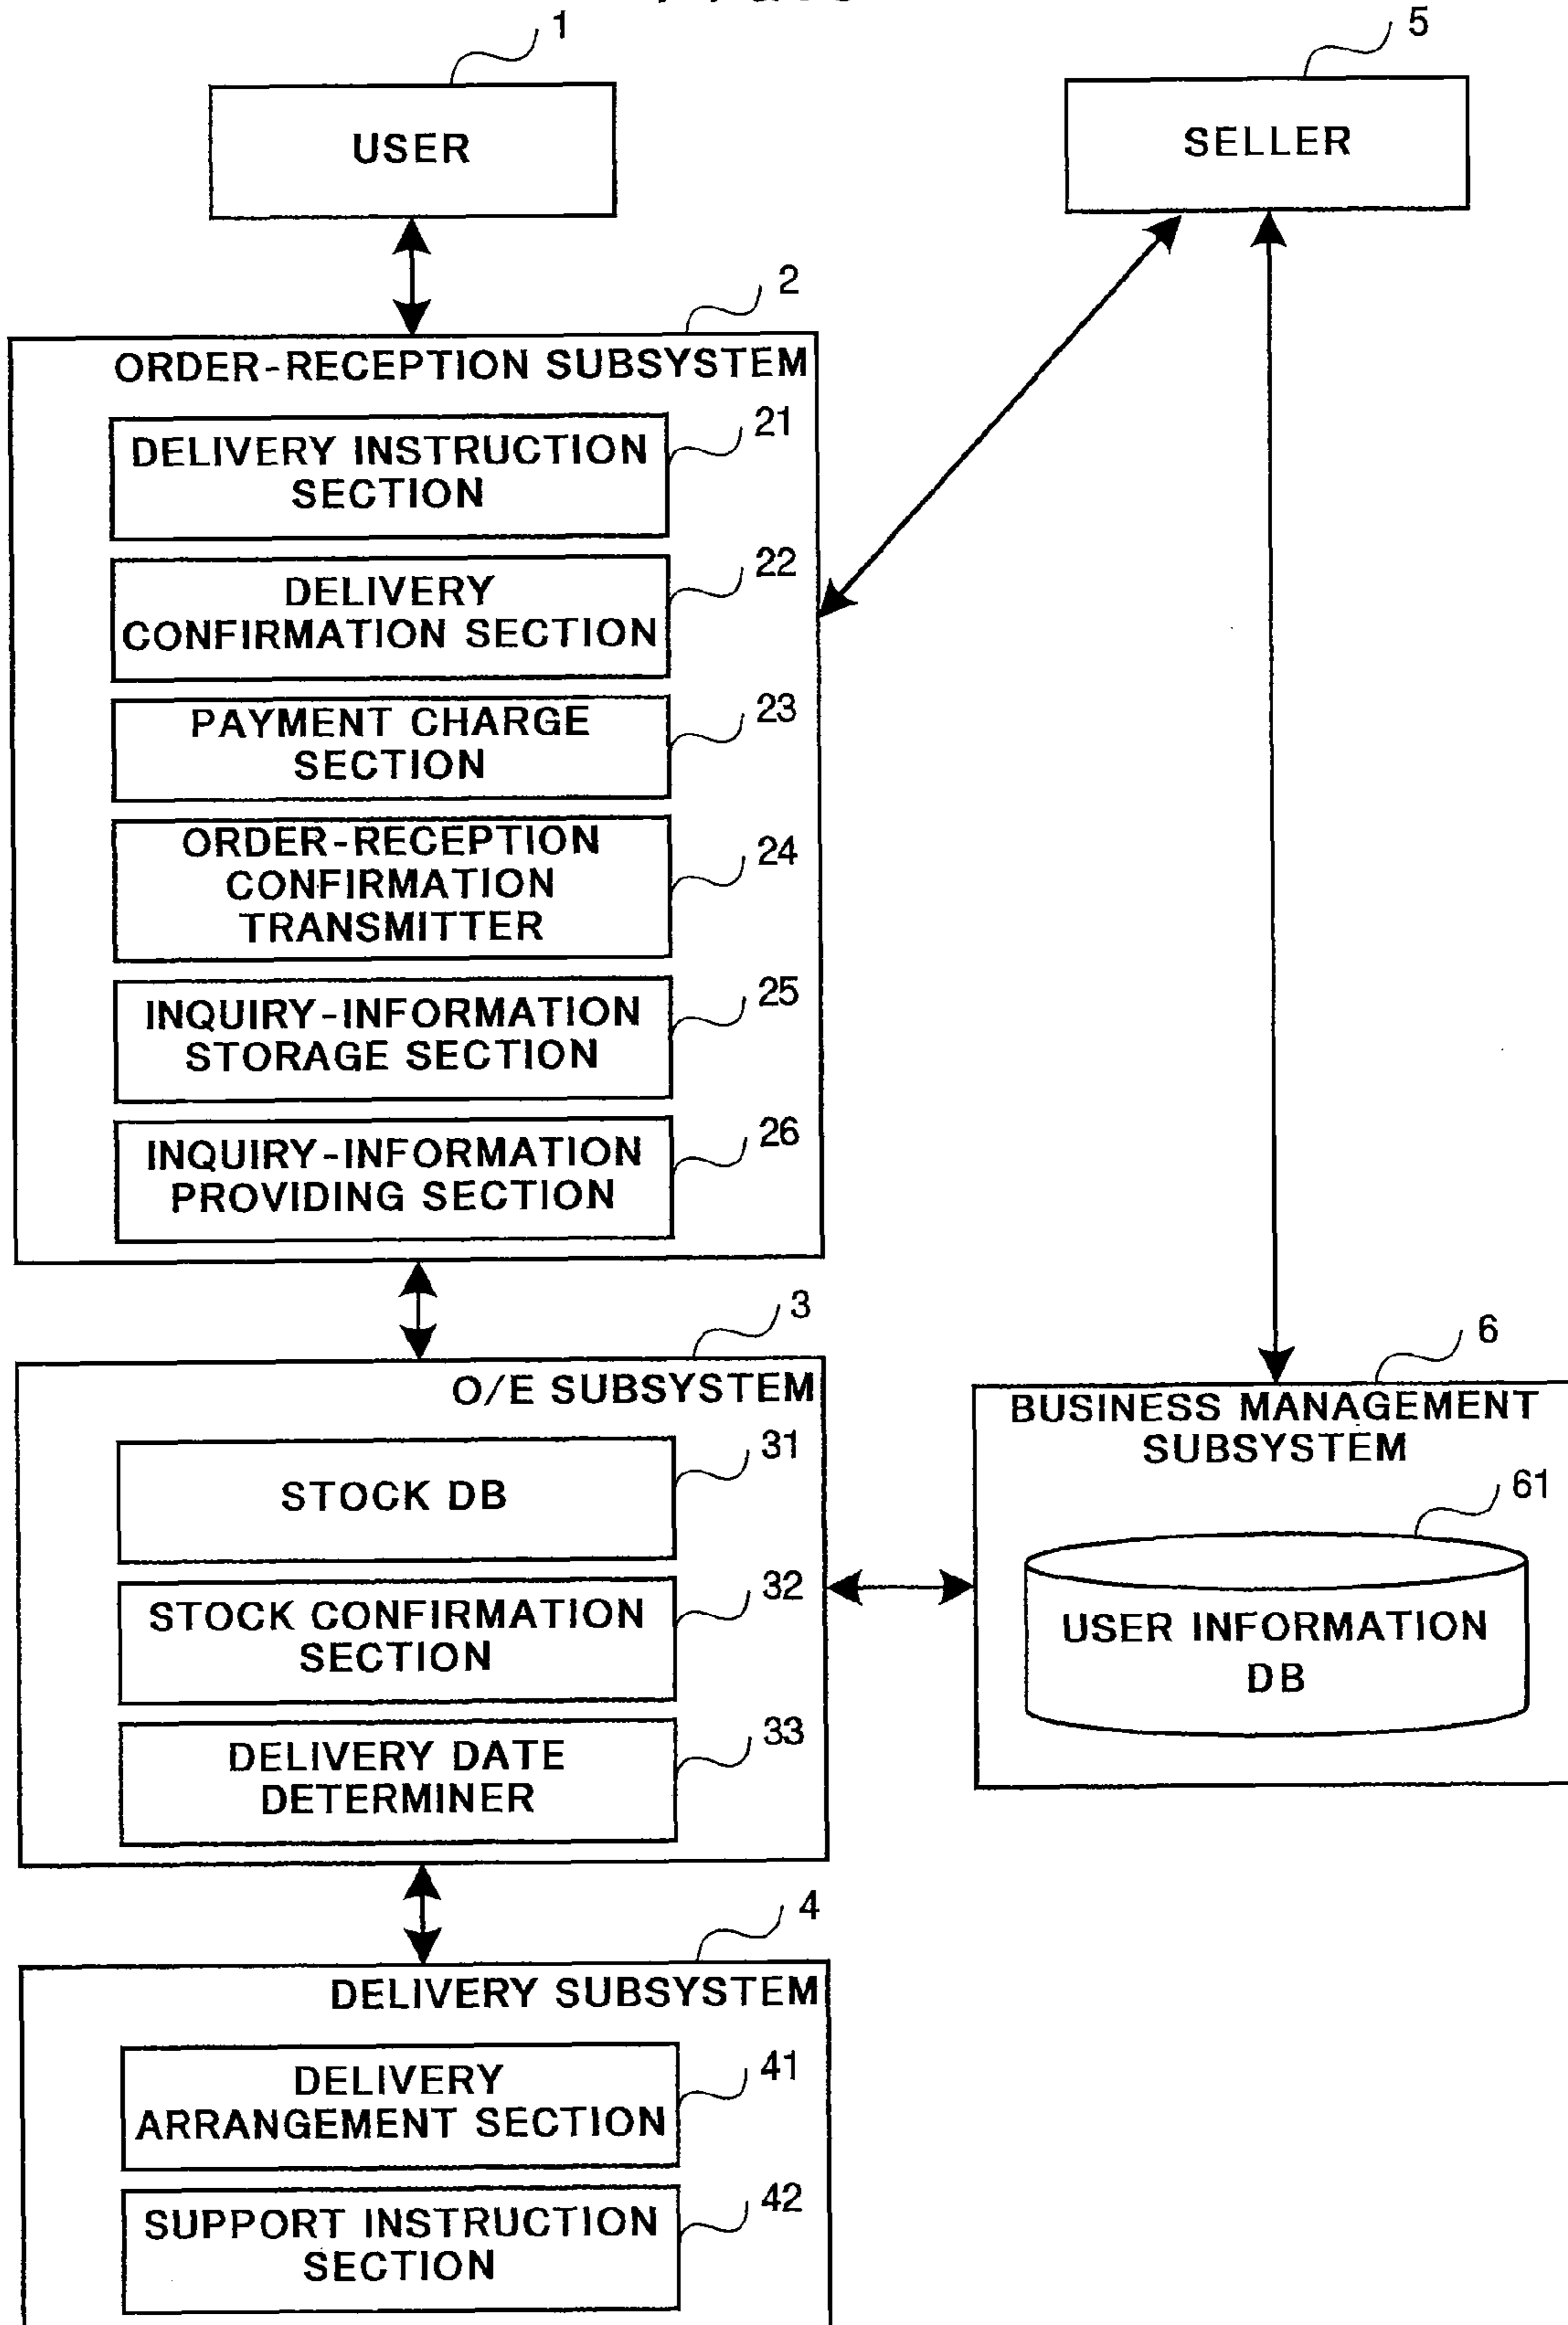 1
USER
5
SELLER
2
ORDER-RECEPTION SUBSYSTEM
21
DELIVERY INSTRUCTION
SECTION
22
DELIVERY
CONFIRMATION SECTION
23
PAYMENT CHARGE
SECTION
24
ORDER-RECEPTION
CONFIRMATION
TRANSMITTER
25
INQUIRY-INFORMATION
STORAGE SECTION
26
INQUIRY-INFORMATION
PROVIDING SECTION
3
O/E SUBSYSTEM
31
STOCK DB
32
STOCK CONFIRMATION
SECTION
33
DELIVERY DATE
DETERMINER
6
BUSINESS MANAGEMENT
SUBSYSTEM
61
USER INFORMATION
DB
4
DELIVERY SUBSYSTEM
41
DELIVERY
ARRANGEMENT SECTION
42
SUPPORT INSTRUCTION
SECTION